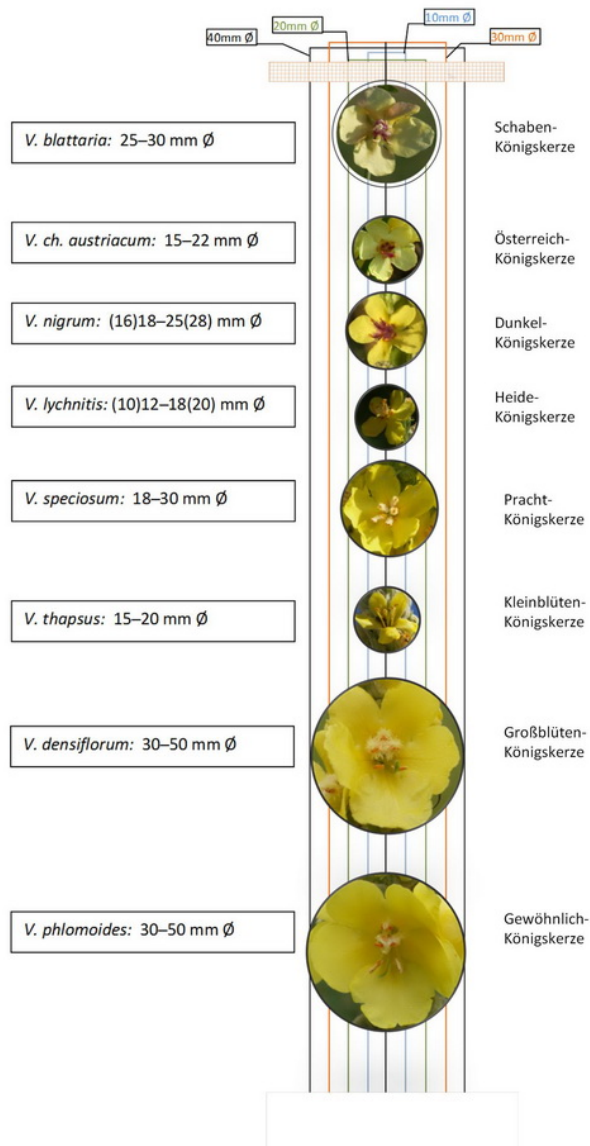 10mm Ø
20mm Ø
40mm Ø
30mm Ø
V. blattaria: 25–30 mm Ø
Schaben-
Königskerze
V. ch. austriacum: 15–22 mm Ø
Österreich-
Königskerze
V. nigrum: (16)18–25(28) mm Ø
Dunkel-
Königskerze
V. lychnitis: (10)12–18(20) mm Ø
Heide-
Königskerze
V. speciosum: 18–30 mm Ø
Pracht-
Königskerze
V. thapsus: 15–20 mm Ø
Kleinblüten-
Königskerze
V. densiflorum: 30–50 mm Ø
Großblüten-
Königskerze
V. phlomoides: 30–50 mm Ø
Gewöhnlich-
Königskerze